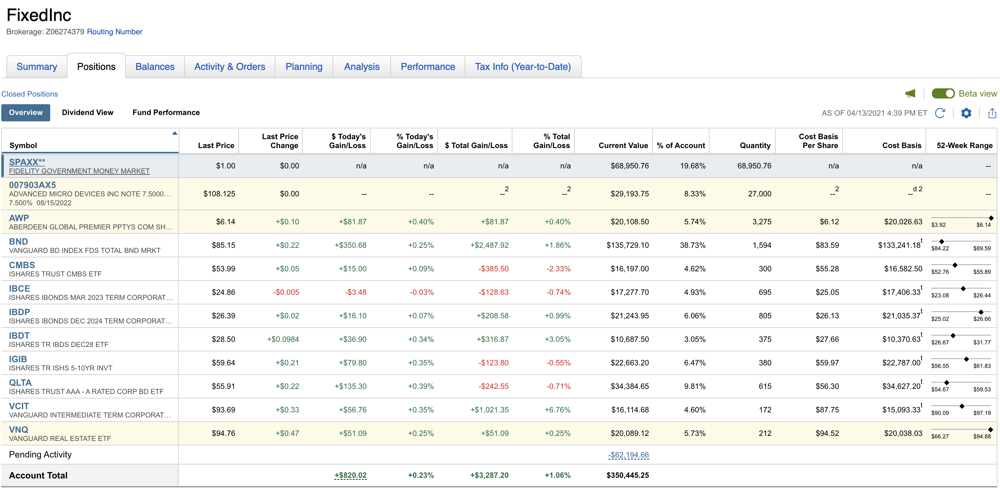 FixedInc
Brokerage: Z06274379 Routing Number
Summary Positions Balances Activity & Orders Planning Analysis Performance Tax Info (Year-to-Date)
Closed Positions Beta view
Overview Dividend View Fund Performance AS OF 04/13/2021 4:39 PM ET
Symbol Last Price Last Price Change $ Today's Gain/Loss % Today's Gain/Loss $ Total Gain/Loss % Total Gain/Loss Current Value % of Account Quantity Cost Basis Per Share Cost Basis 52-Week Range
SPAXX** $1.00 $0.00 n/a n/a n/a n/a $68,950.76 19.68% 68,950.76 n/a n/a --
FIDELITY GOVERNMENT MONEY MARKET
007903AX5
ADVANCED MICRO DEVICES INC NOTE 7.5000… $108.125 $0.00 -- -- --2 --2 $29,193.75 8.33% 27,000 --2 --d 2 --
7.500% 08/15/2022
AWP $6.14 +$0.10 +$81.87 +0.40% +$81.87 +0.40% $20,108.50 5.74% 3,275 $6.12 $20,026.63
ABERDEEN GLOBAL PREMIER PPTYS COM SH… $3.92 $6.14
BND $85.15 +$0.22 +$350.68 +0.25% +$2,487.92 +1.86% $135,729.10 38.73% 1,594 $83.59 $133,241.18t
VANGUARD BD INDEX FDS TOTAL BND MRKT $84.22 $89.59
CMBS $53.99 +$0.05 +$15.00 +0.09% -$385.50 -2.33% $16,197.00 4.62% 300 $55.28 $16,582.50
ISHARES TRUST CMBS ETF $52.76 $55.89
IBCE $24.86 -$0.005 -$3.48 -0.03% -$128.63 -0.74% $17,277.70 4.93% 695 $25.05 $17,406.33t
ISHARES IBONDS MAR 2023 TERM CORPORAT… $23.08 $26.44
IBDP $26.39 +$0.02 +$16.10 +0.07% +$208.58 +0.99% $21,243.95 6.06% 805 $26.13 $21,035.37t
ISHARES IBONDS DEC 2024 TERM CORPORAT… $25.02 $26.66
IBDT $28.50 +$0.0984 +$36.90 +0.34% +$316.87 +3.05% $10,687.50 3.05% 375 $27.66 $10,370.63t
ISHARES TR IBDS DEC28 ETF $26.67 $31.77
IGIB $59.64 +$0.21 +$79.80 +0.35% -$123.80 -0.55% $22,663.20 6.47% 380 $59.97 $22,787.00t
ISHARES TR ISHS 5-10YR INVT $56.55 $61.83
QLTA $55.91 +$0.22 +$135.30 +0.39% -$242.55 -0.71% $34,384.65 9.81% 615 $56.30 $34,627.20t
ISHARES TRUST AAA - A RATED CORP BD ETF $54.67 $59.53
VCIT $93.69 +$0.33 +$56.76 +0.35% +$1,021.35 +6.76% $16,114.68 4.60% 172 $87.75 $15,093.33t
VANGUARD INTERMEDIATE TERM CORPORAT… $90.09 $97.19
VNQ $94.76 +$0.47 +$51.09 +0.25% +$51.09 +0.25% $20,089.12 5.73% 212 $94.52 $20,038.03
VANGUARD REAL ESTATE ETF $66.27 $94.88
Pending Activity -$62,194.66
Account Total +$820.02 +0.23% +$3,287.20 +1.06% $350,445.25